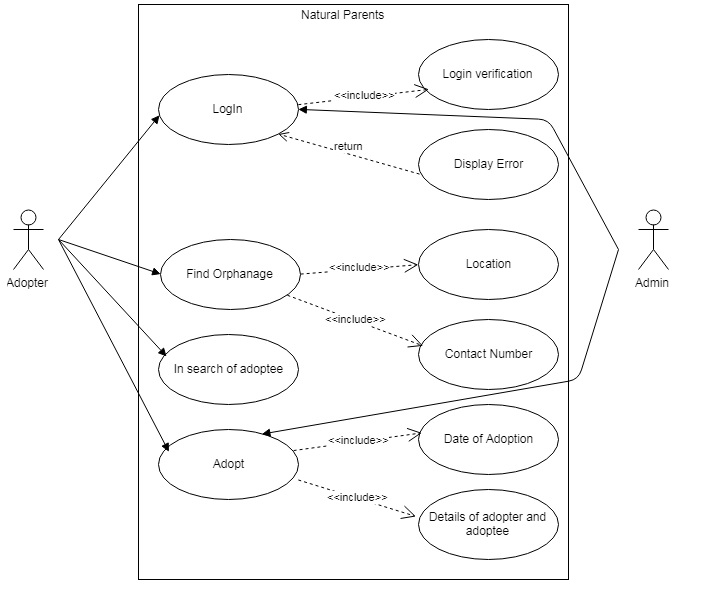 Natural Parents
Login verification
<<include>>
LogIn
return
Display Error
Adopter
Admin
Find Orphanage
<<include>>
Location
<<include>>
Contact Number
In search of adoptee
Adopt
<<include>>
Date of Adoption
<<include>>
Details of adopter and
adoptee